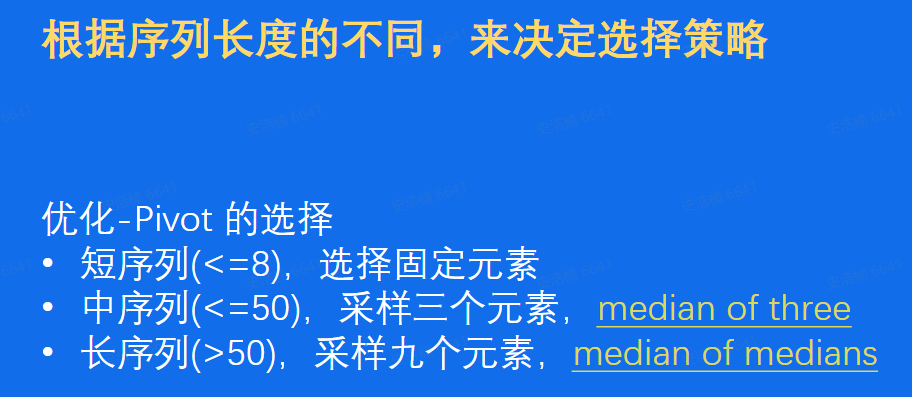 根据序列长度的不同，来决定选择策略
优化-Pivot 的选择
• 短序列(<=8)，选择固定元素
• 中序列(<=50)，采样三个元素，median of three
• 长序列(>50)，采样九个元素，median of medians